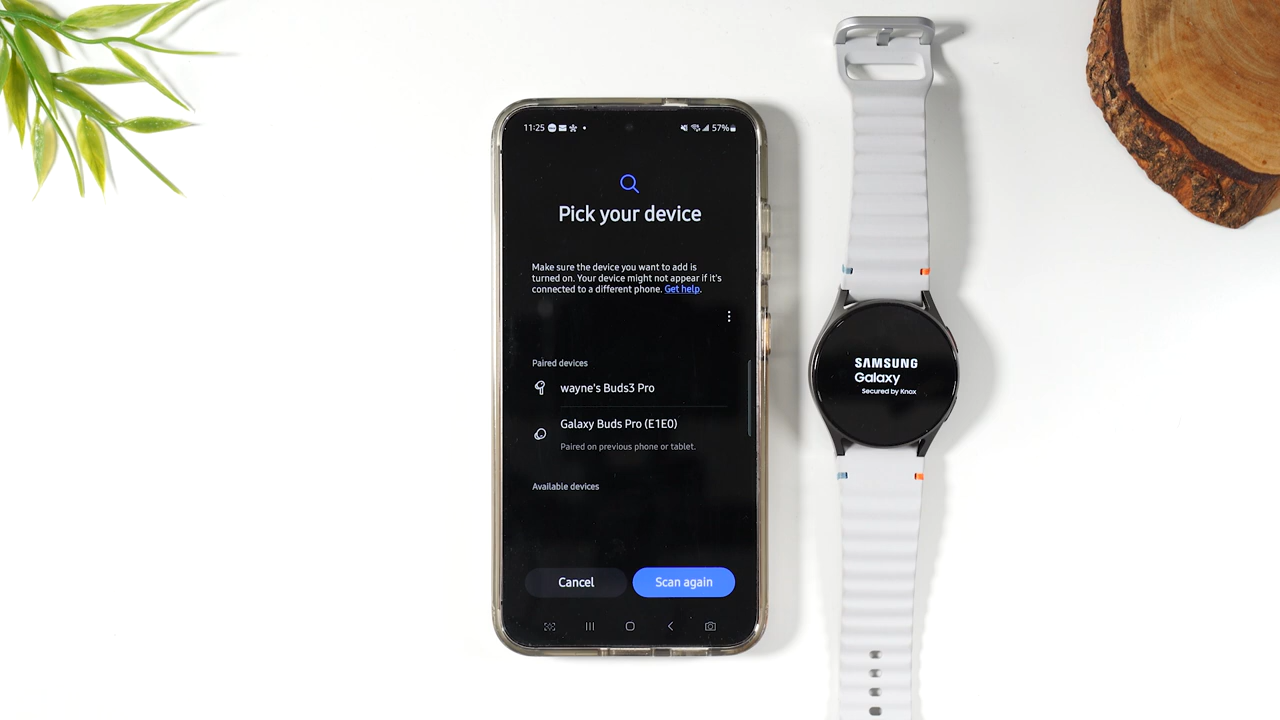 11:25
57%
Pick your device
Make sure the device you want to add is
turned on. Your device might not appear if it's
connected to a different phone. Get help.
Paired devices
wayne's Buds3 Pro
Galaxy Buds Pro (E1E0)
Paired on previous phone or tablet.
Available devices
Cancel
Scan again
SAMSUNG
Galaxy
Secured by Knox